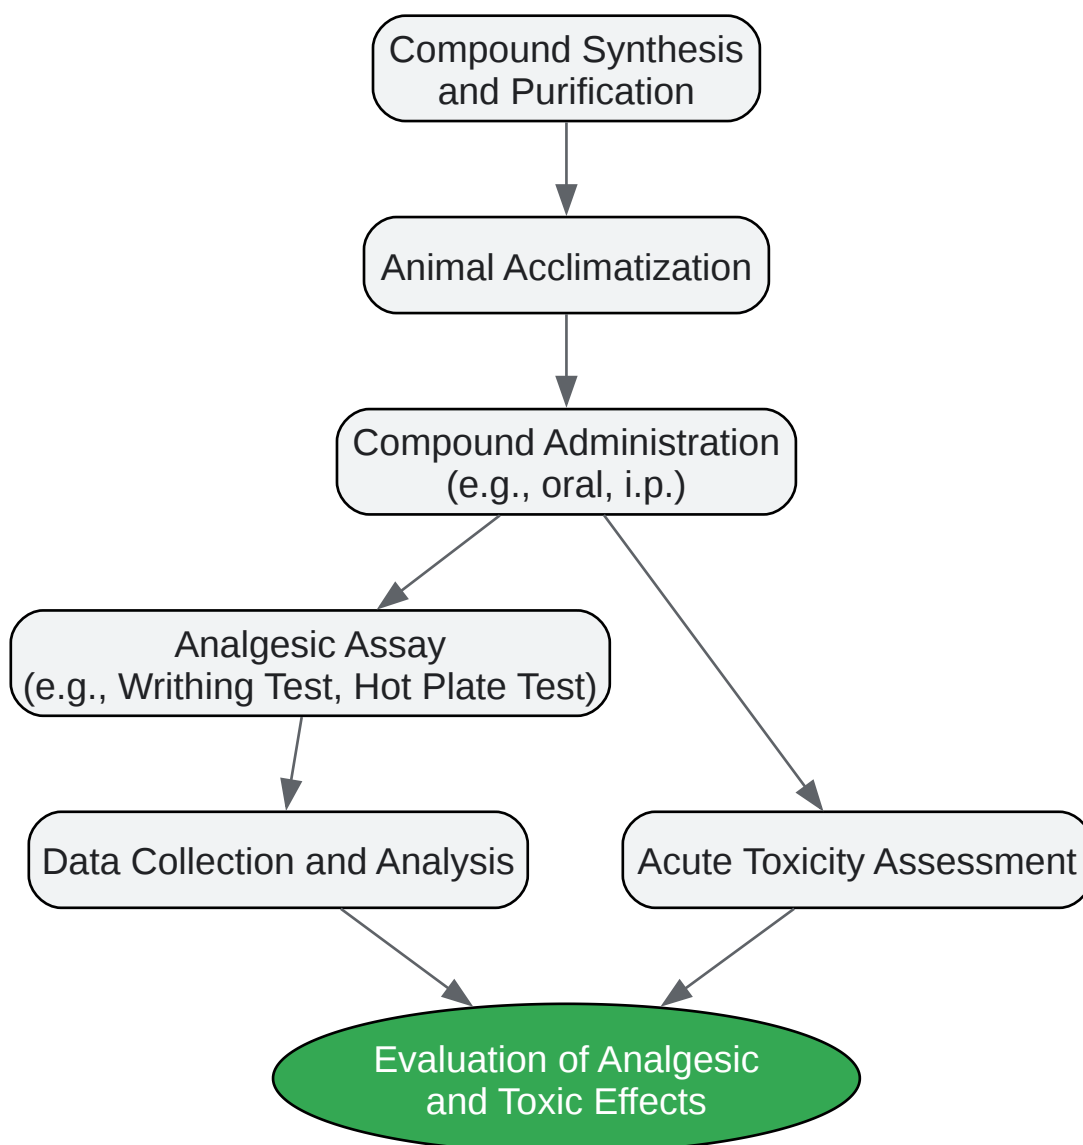 Compound Synthesis
and Purification
Animal Acclimatization
Compound Administration
(e.g., oral, i.p.)
Analgesic Assay
(e.g., Writhing Test, Hot Plate Test)
Data Collection and Analysis
Acute Toxicity Assessment
Evaluation of Analgesic
and Toxic Effects